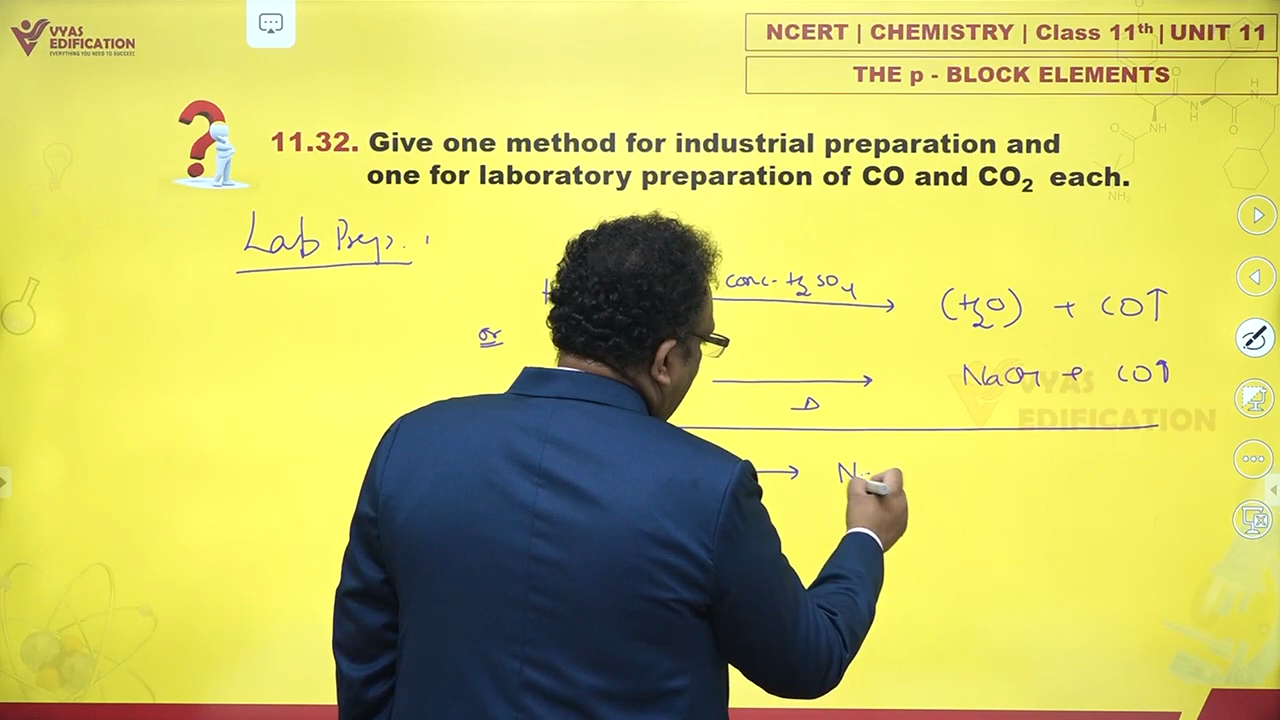 VYAS
EDIFICATION
EVERYTHING YOU NEED TO SUCCEED
NCERT | CHEMISTRY | Class 11th | UNIT 11
THE p - BLOCK ELEMENTS
11.32. Give one method for industrial preparation and
one for laboratory preparation of CO and CO2 each.
Lab Prep.
conc. H2SO4 → (H2O) + CO↑
or
→ Δ NaOH + CO↑
→
VYAS
EDIFICATION
NH
N
H
O
O
NH2
H
N
O